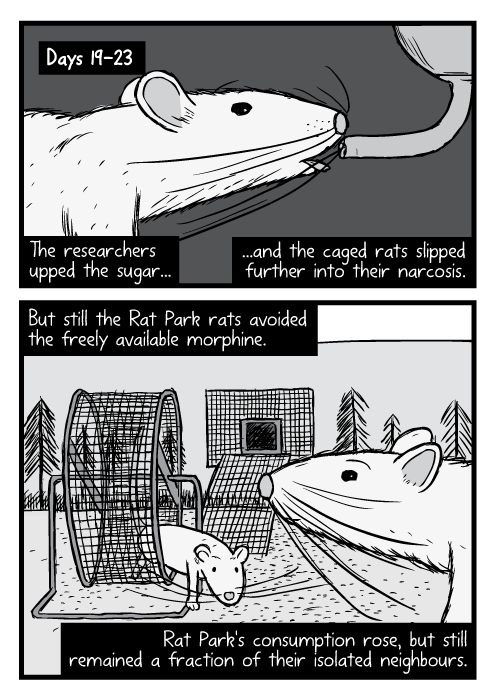 Days 19–23
The researchers
upped the sugar...
...and the caged rats slipped
further into their narcosis.
But still the Rat Park rats avoided
the freely available morphine.
Rat Park's consumption rose, but still
remained a fraction of their isolated neighbours.